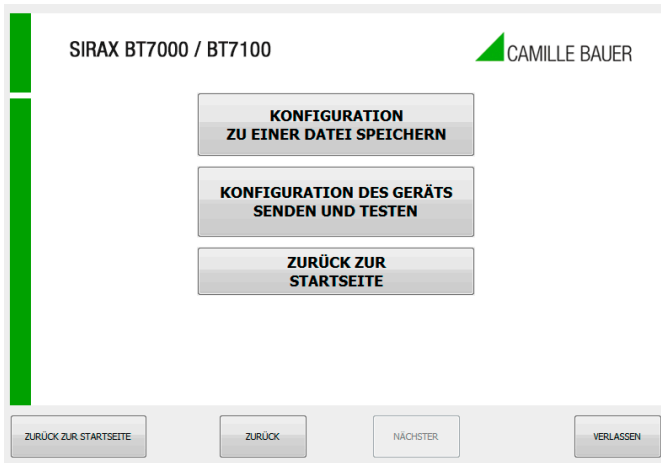 SIRAX BT7000 / BT7100
CAMILLE BAUER
KONFIGURATION
ZU EINER DATEI SPEICHERN
KONFIGURATION DES GERÄTS
SENDEN UND TESTEN
ZURÜCK ZUR
STARTSEITE
ZURÜCK ZUR STARTSEITE
ZURÜCK
NÄCHSTER
VERLASSEN